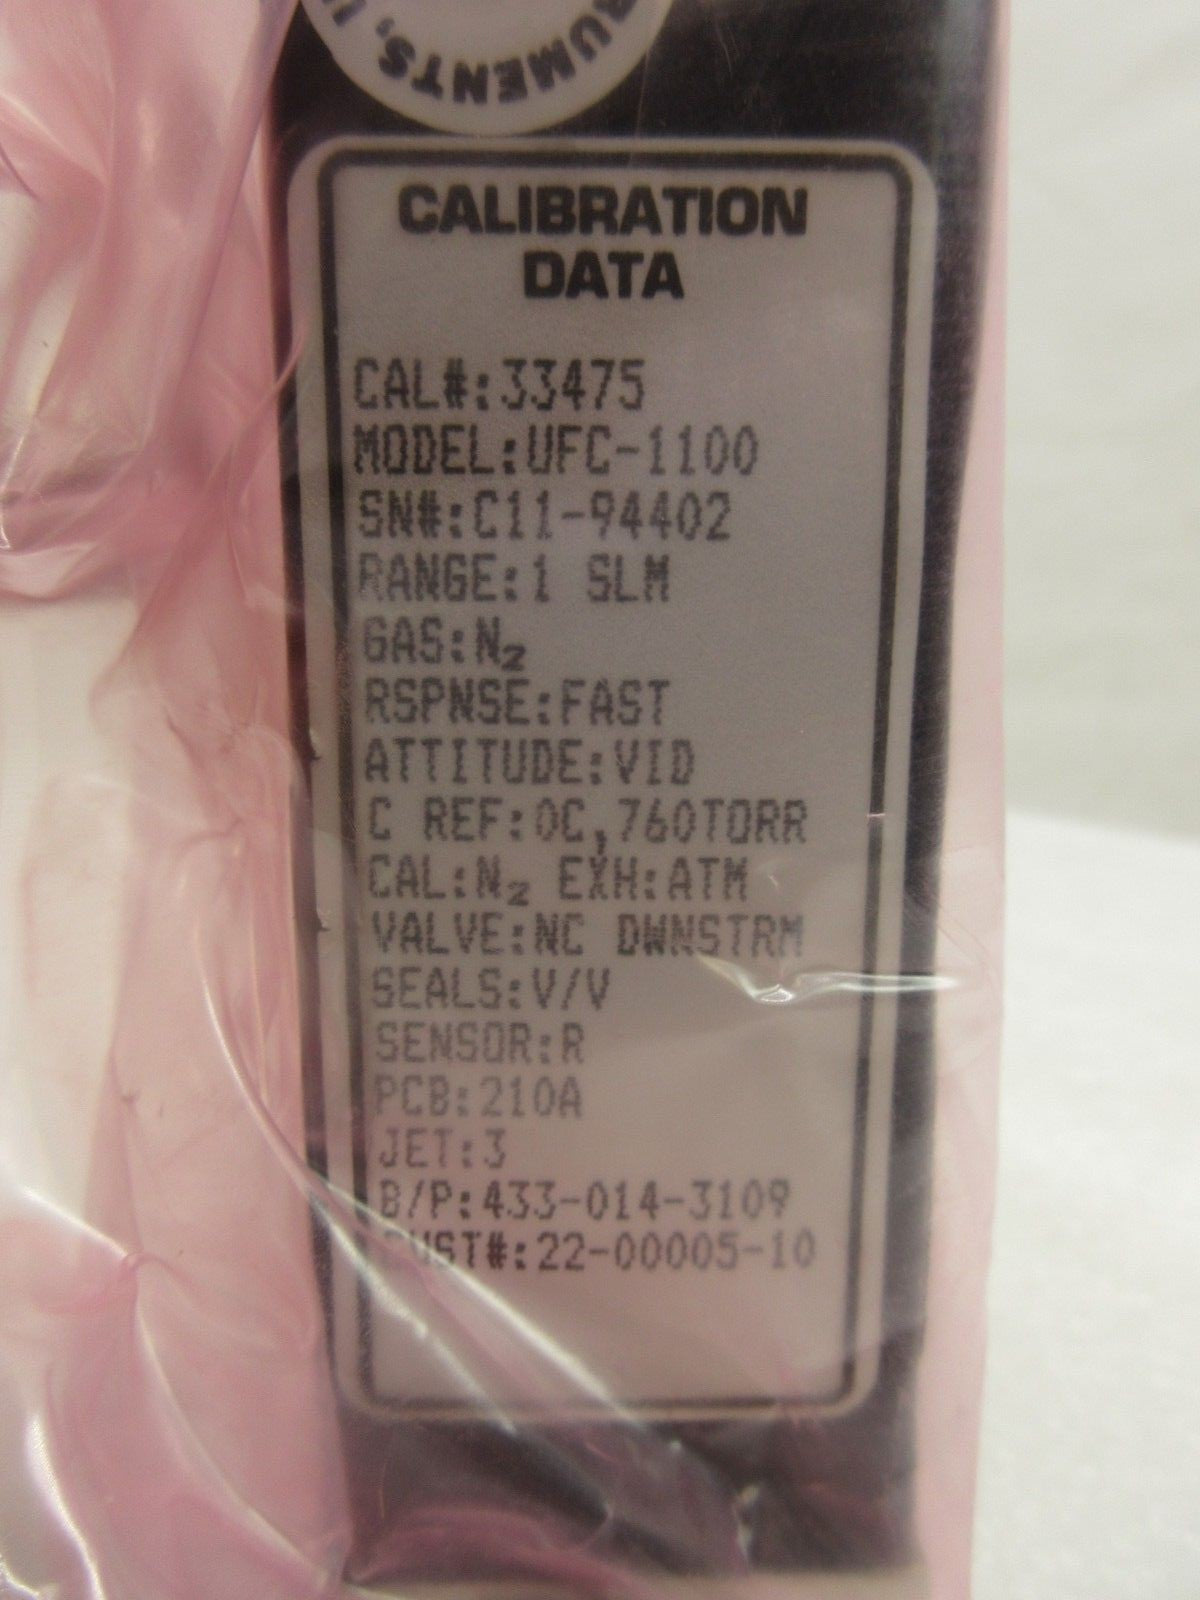 UMENTS,
CALIBRATION
DATA
CAL#:33475
MODEL:UFC-1100
SN#:C11-94402
RANGE:1 SLM
GAS:N₂
RSPNSE:FAST
ATTITUDE:VID
C REF:0C,760TORR
CAL:N₂ EXH:ATM
VALVE:NC DWNSTRM
SEALS:V/V
SENSOR:R
PCB:210A
JET:3
B/P:433-014-3109
CUST#:22-00005-10